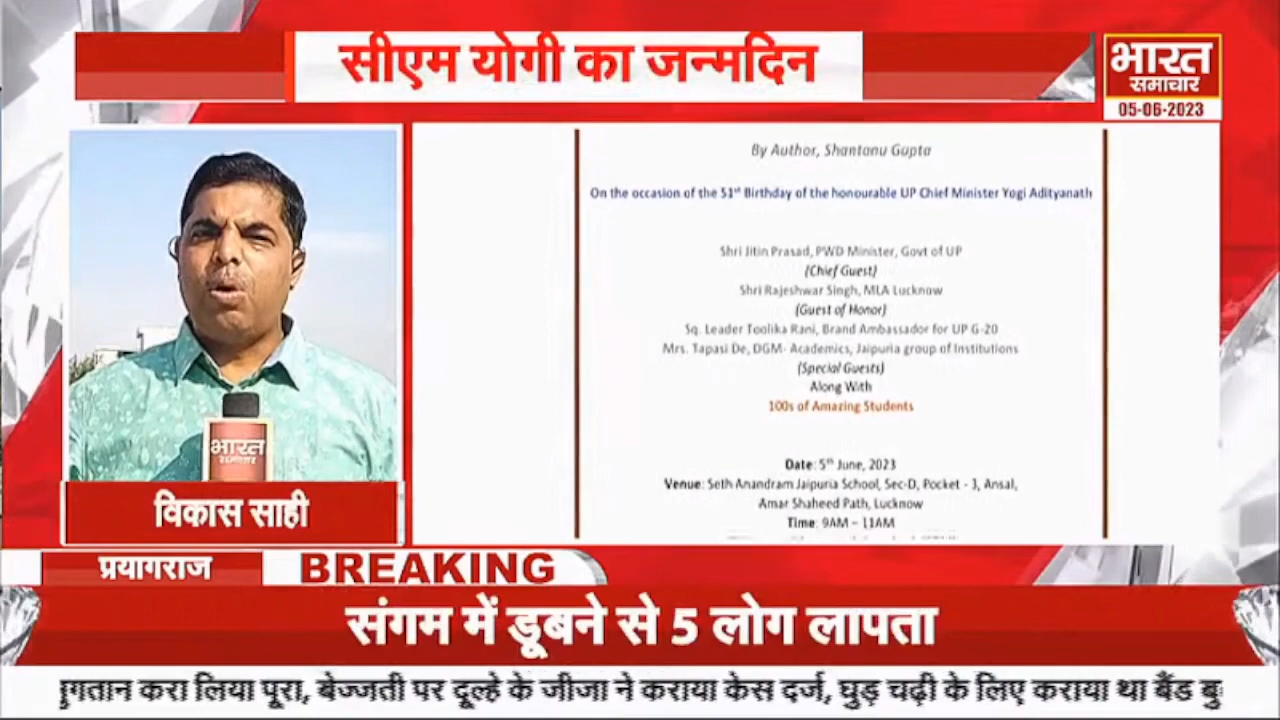 सीएम योगी का जन्मदिन
भारत
समाचार
05-06-2023
By Author, Shantanu Gupta
On the occasion of the 51st Birthday of the honourable UP Chief Minister Yogi Adityanath
Shri Jitin Prasad, PWD Minister, Govt of UP
(Chief Guest)
Shri Rajeshwar Singh, MLA Lucknow
(Guest of Honor)
Sq. Leader Toolika Rani, Brand Ambassador for UP G-20
Mrs. Tapasi De, DGM- Academics, Jaipuria group of Institutions
(Special Guests)
Along With
100s of Amazing Students
Date: 5th June, 2023
Venue: Seth Anandram Jaipuria School, Sec-D, Pocket - 3, Ansal,
Amar Shaheed Path, Lucknow
Time: 9AM – 11AM
भारत
समाचार
विकास साही
प्रयागराज
BREAKING
संगम में डूबने से 5 लोग लापता
करा लिया पूरा, बेज्जती पर दूल्हे के जीजा ने कराया केस दर्ज, घुड़ चढ़ी के लिए कराया था बैंड